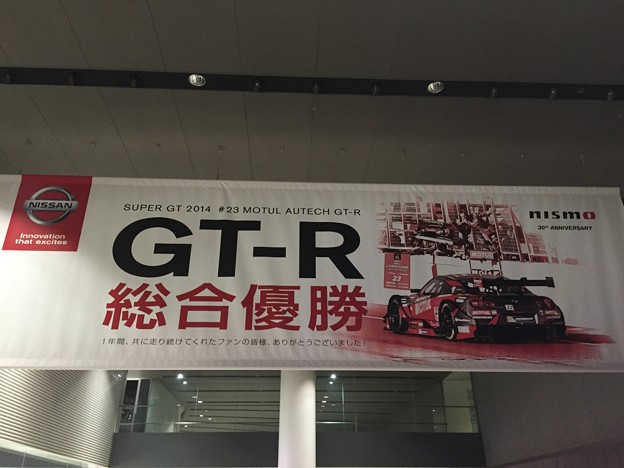 NISSAN
Innovation
that excites
SUPER GT 2014 #23 MOTUL AUTECH GT-R
GT-R
総合優勝
1年間、共に走り続けてくれたファンの皆様、ありがとうございました!
nismo
30th ANNIVERSARY
MOTUL
23